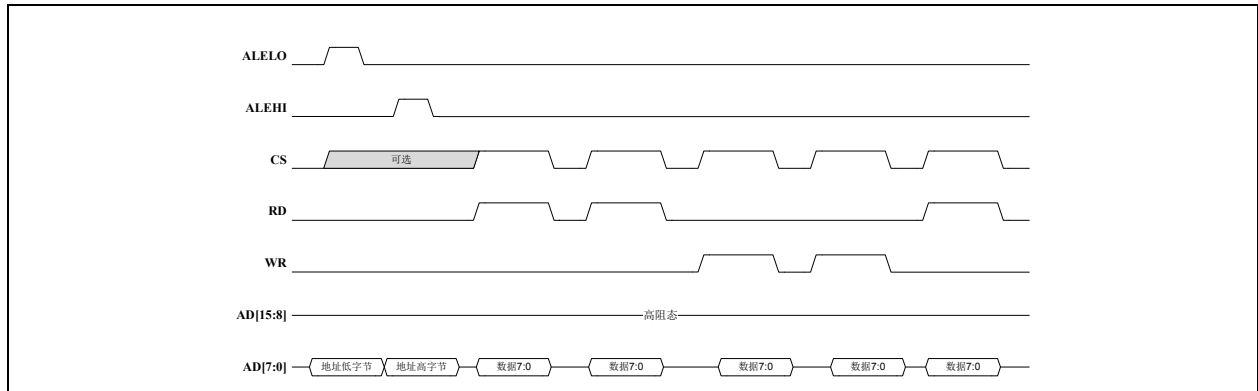 ALELO
ALEHI
CS 可选
RD
WR
AD[15:8] 高阻态
AD[7:0] 地址低字节 地址高字节 数据7:0 数据7:0 数据7:0 数据7:0 数据7:0